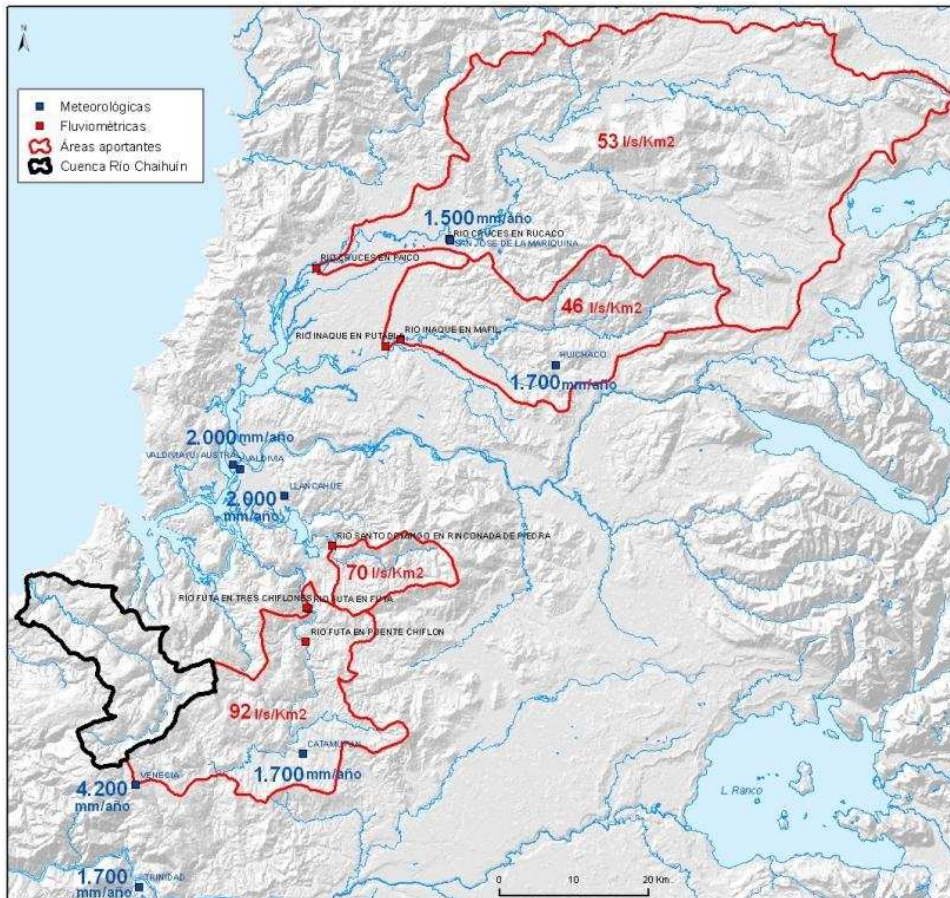 N
Meteorológicas
Fluviométricas
Áreas aportantes
Cuenca Río Chaihuín
53 l/s/Km2
1.500 mm/año
RIO CRUCES EN RUCACO
SAN JOSE DE LA MARIQUINA
RIO CRUCES EN PAICO
46 l/s/Km2
RIO INAQUE EN MAFIL
RIO INAQUE EN PUTABLA
HUICHACO
1.700 mm/año
2.000 mm/año
VALDIVIA (U. AUSTRAL)
VALDIVIA
LLANCAHUE
2.000
mm/año
RIO SANTO DOMINGO EN RINCONADA DE PIEDRA
70 l/s/Km2
RIO FUTA EN TRES CHIFLONES
RIO FUTA EN FUTA
RIO FUTA EN PUENTE CHIFLON
92 l/s/Km2
CATAMUTUN
1.700 mm/año
VENECIA
4.200
mm/año
L. Ranco
1.700
mm/año
TRINIDAD
0 10 20 Km.